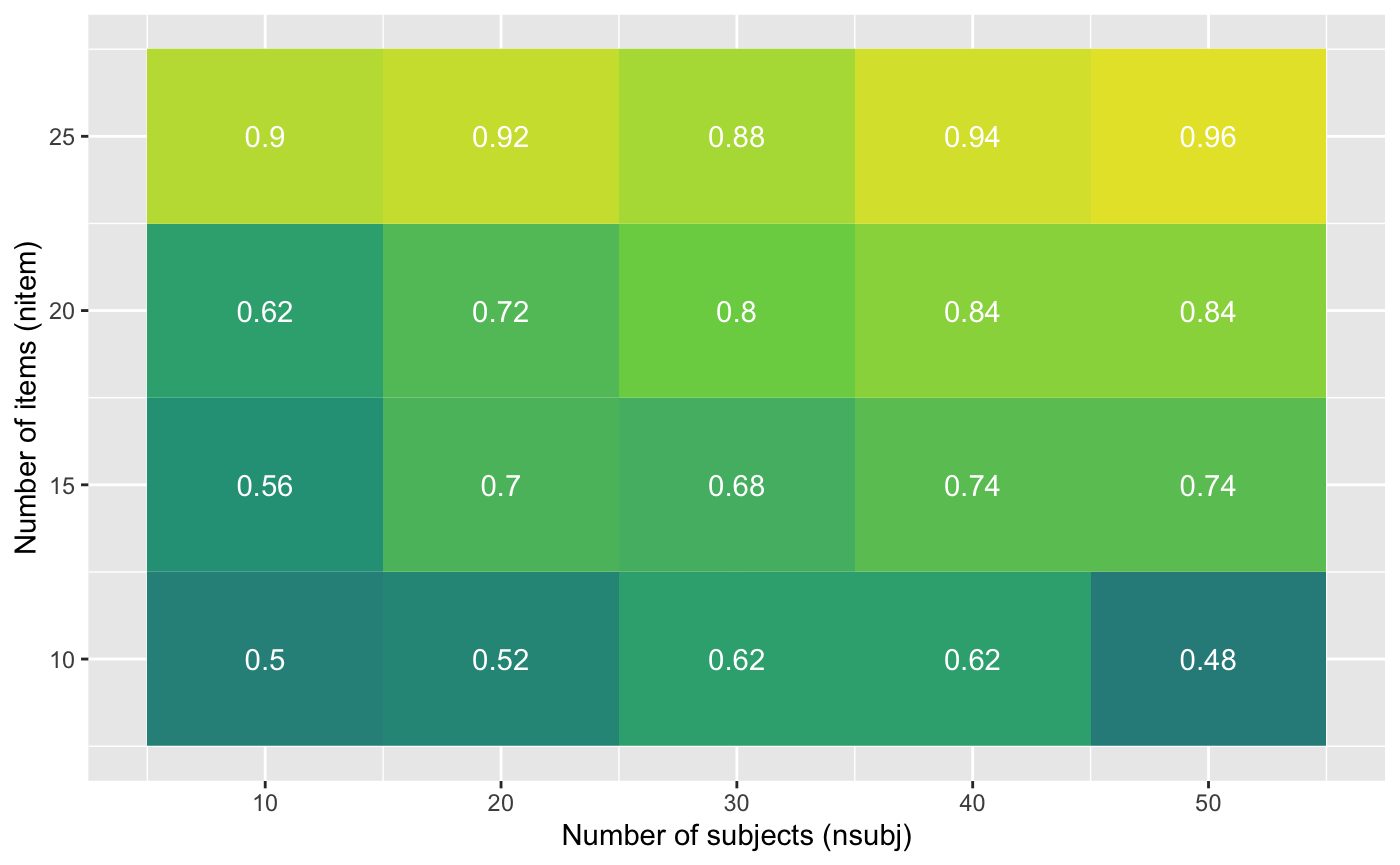 25 0.9 0.92 0.88 0.94 0.96
20 0.62 0.72 0.8 0.84 0.84
15 0.56 0.7 0.68 0.74 0.74
10 0.5 0.52 0.62 0.62 0.48
10 20 30 40 50
Number of subjects (nsubj)
Number of items (nitem)